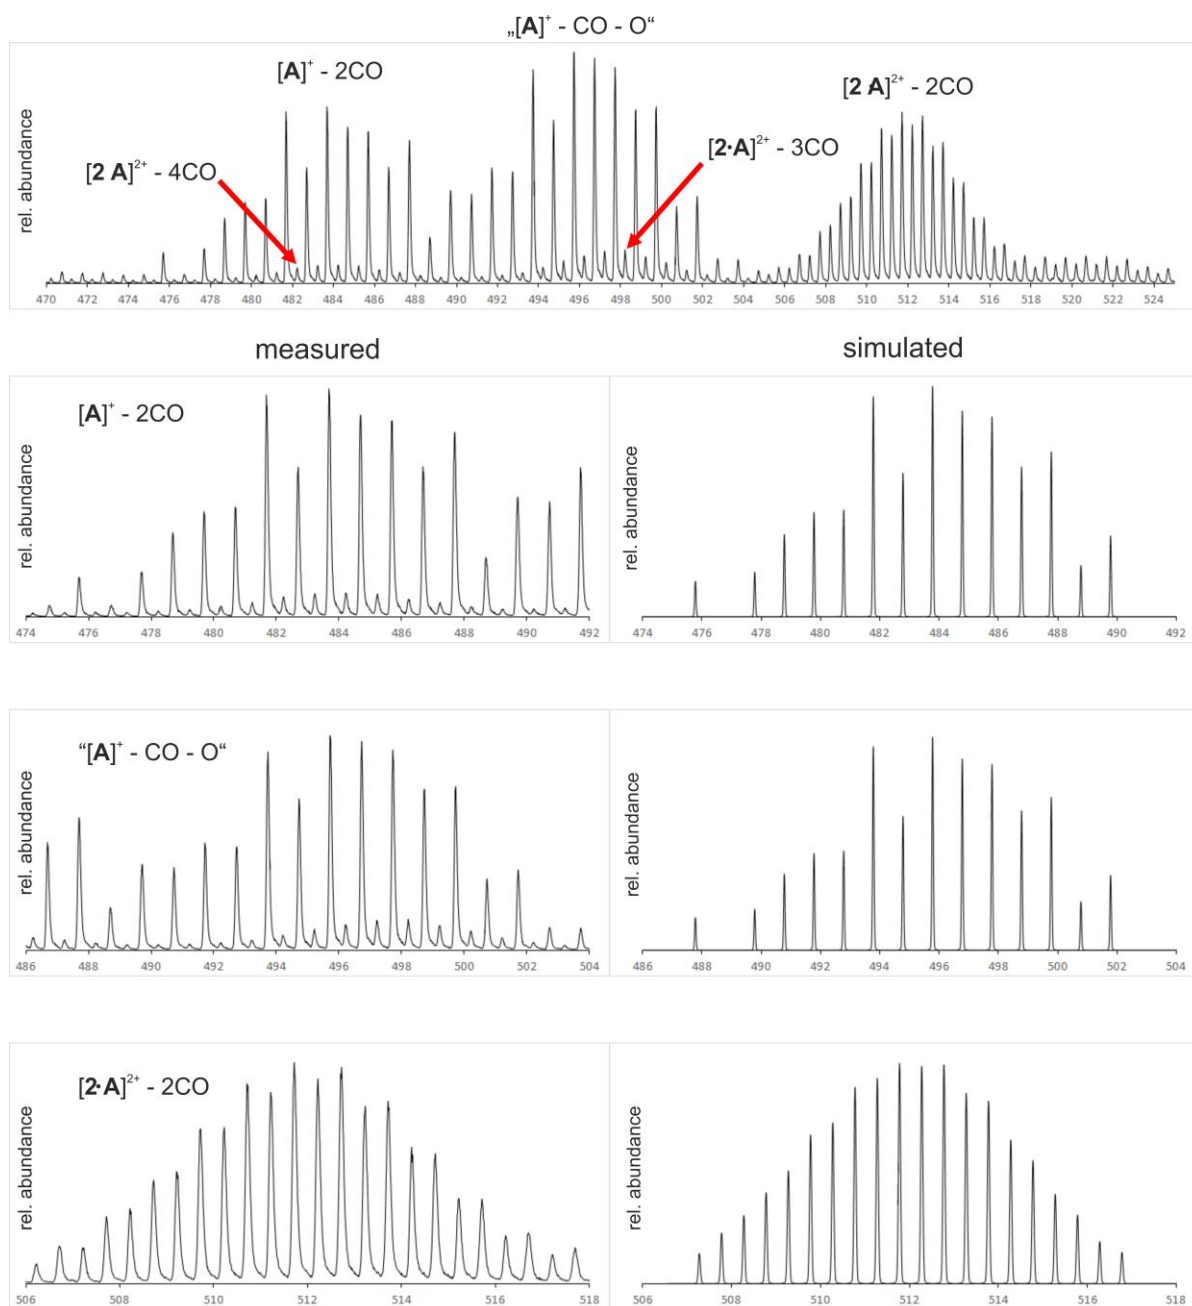 „[A]⁺ - CO - O“
[A]⁺ - 2CO
[2 A]²⁺ - 2CO
[2·A]²⁺ - 3CO
[2 A]²⁺ - 4CO
rel. abundance
470 472 474 476 478 480 482 484 486 488 490 492 494 496 498 500 502 504 506 508 510 512 514 516 518 520 522 524
measured simulated
[A]⁺ - 2CO
rel. abundance
rel. abundance
474 476 478 480 482 484 486 488 490 492
474 476 478 480 482 484 486 488 490 492
“[A]⁺ - CO - O“
rel. abundance
rel. abundance
486 488 490 492 494 496 498 500 502 504
486 488 490 492 494 496 498 500 502 504
[2·A]²⁺ - 2CO
rel. abundance
rel. abundance
506 508 510 512 514 516 518
506 508 510 512 514 516 518